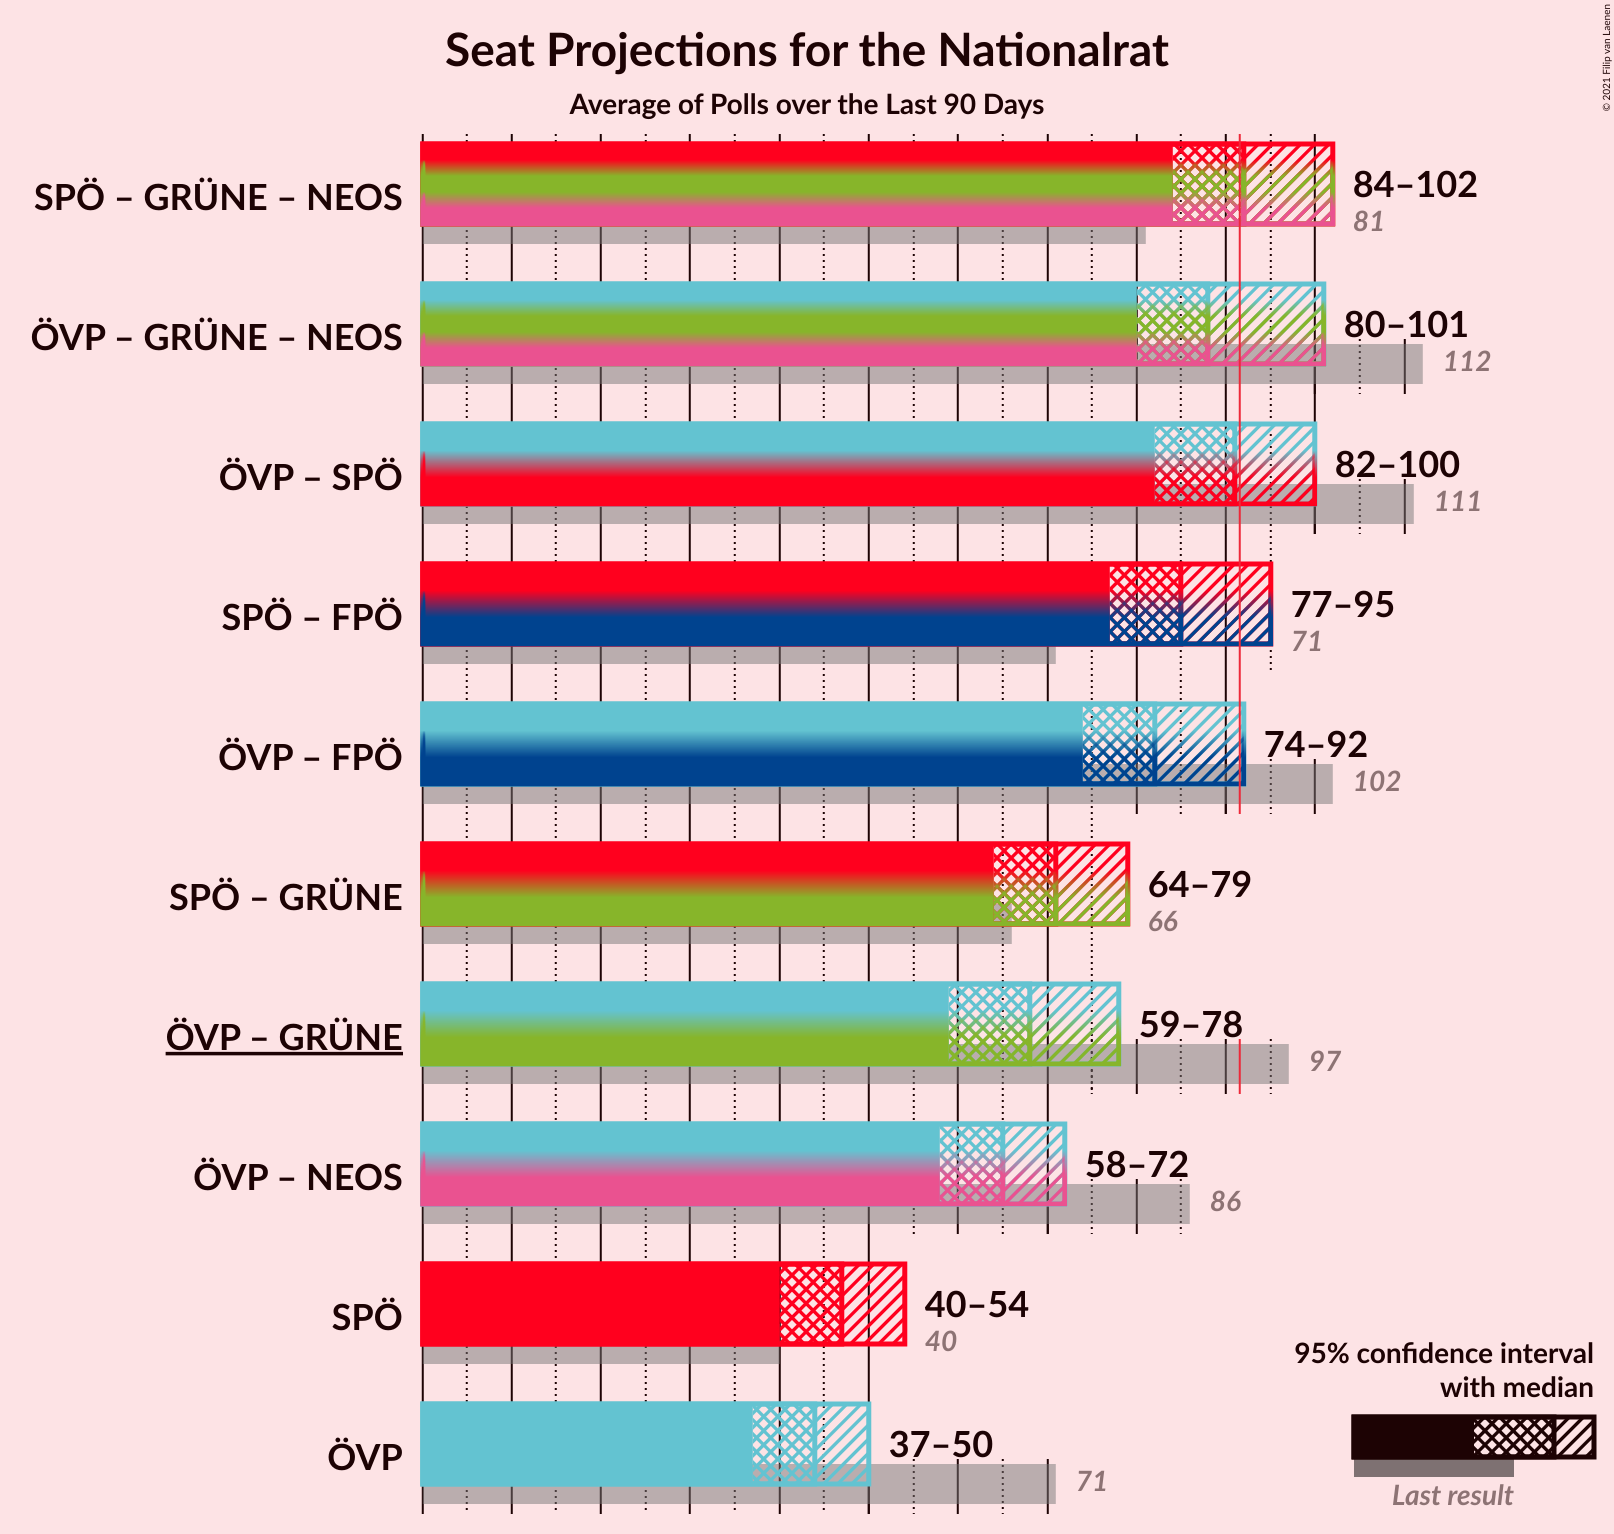 Seat Projections for the Nationalrat
Average of Polls over the Last 90 Days
© 2021 Filip van Laenen
SPÖ – GRÜNE – NEOS
84–102
81
ÖVP – GRÜNE – NEOS
80–101
112
ÖVP – SPÖ
82–100
111
SPÖ – FPÖ
77–95
71
ÖVP – FPÖ
74–92
102
SPÖ – GRÜNE
64–79
66
ÖVP – GRÜNE
59–78
97
ÖVP – NEOS
58–72
86
SPÖ
40–54
40
ÖVP
37–50
71
95% confidence interval
with median
Last result